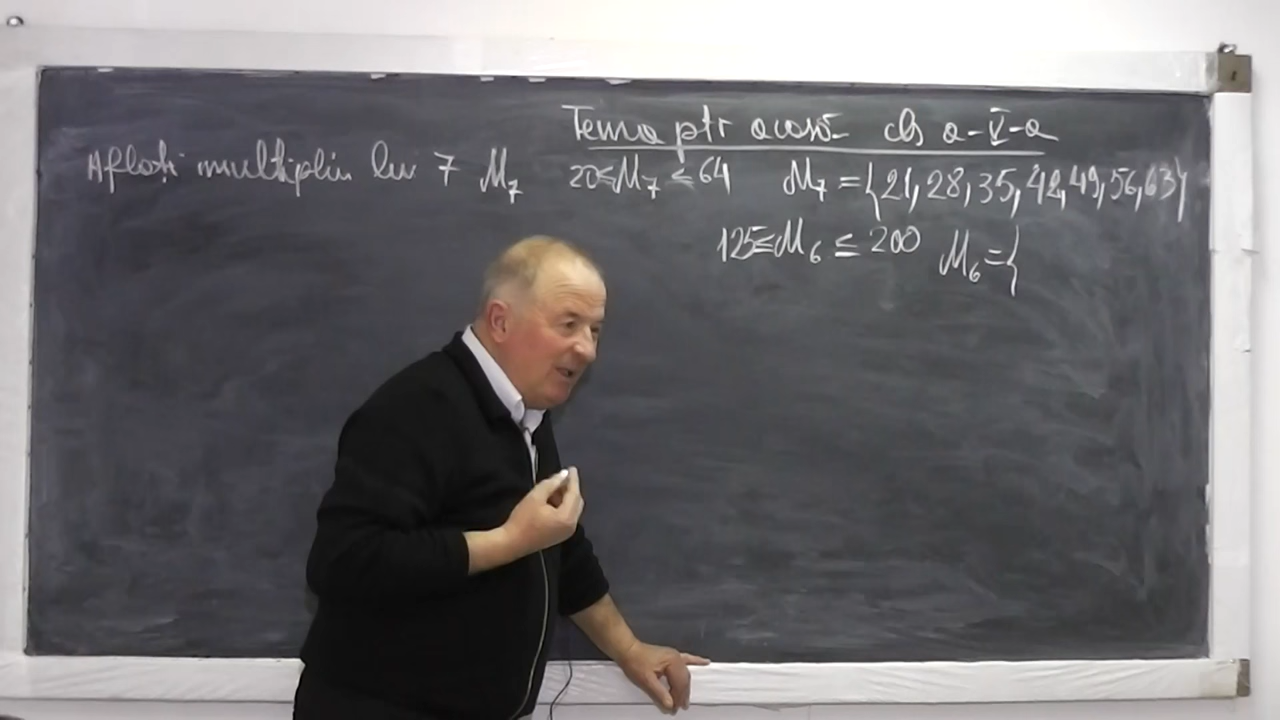 Tema ptr acasă cls a-V-a
Aflați multiplii lui 7 M₇ 20≤M₇≤64 M₇={21,28,35,42,49,56,63}
125≤M₆≤200 M₆={